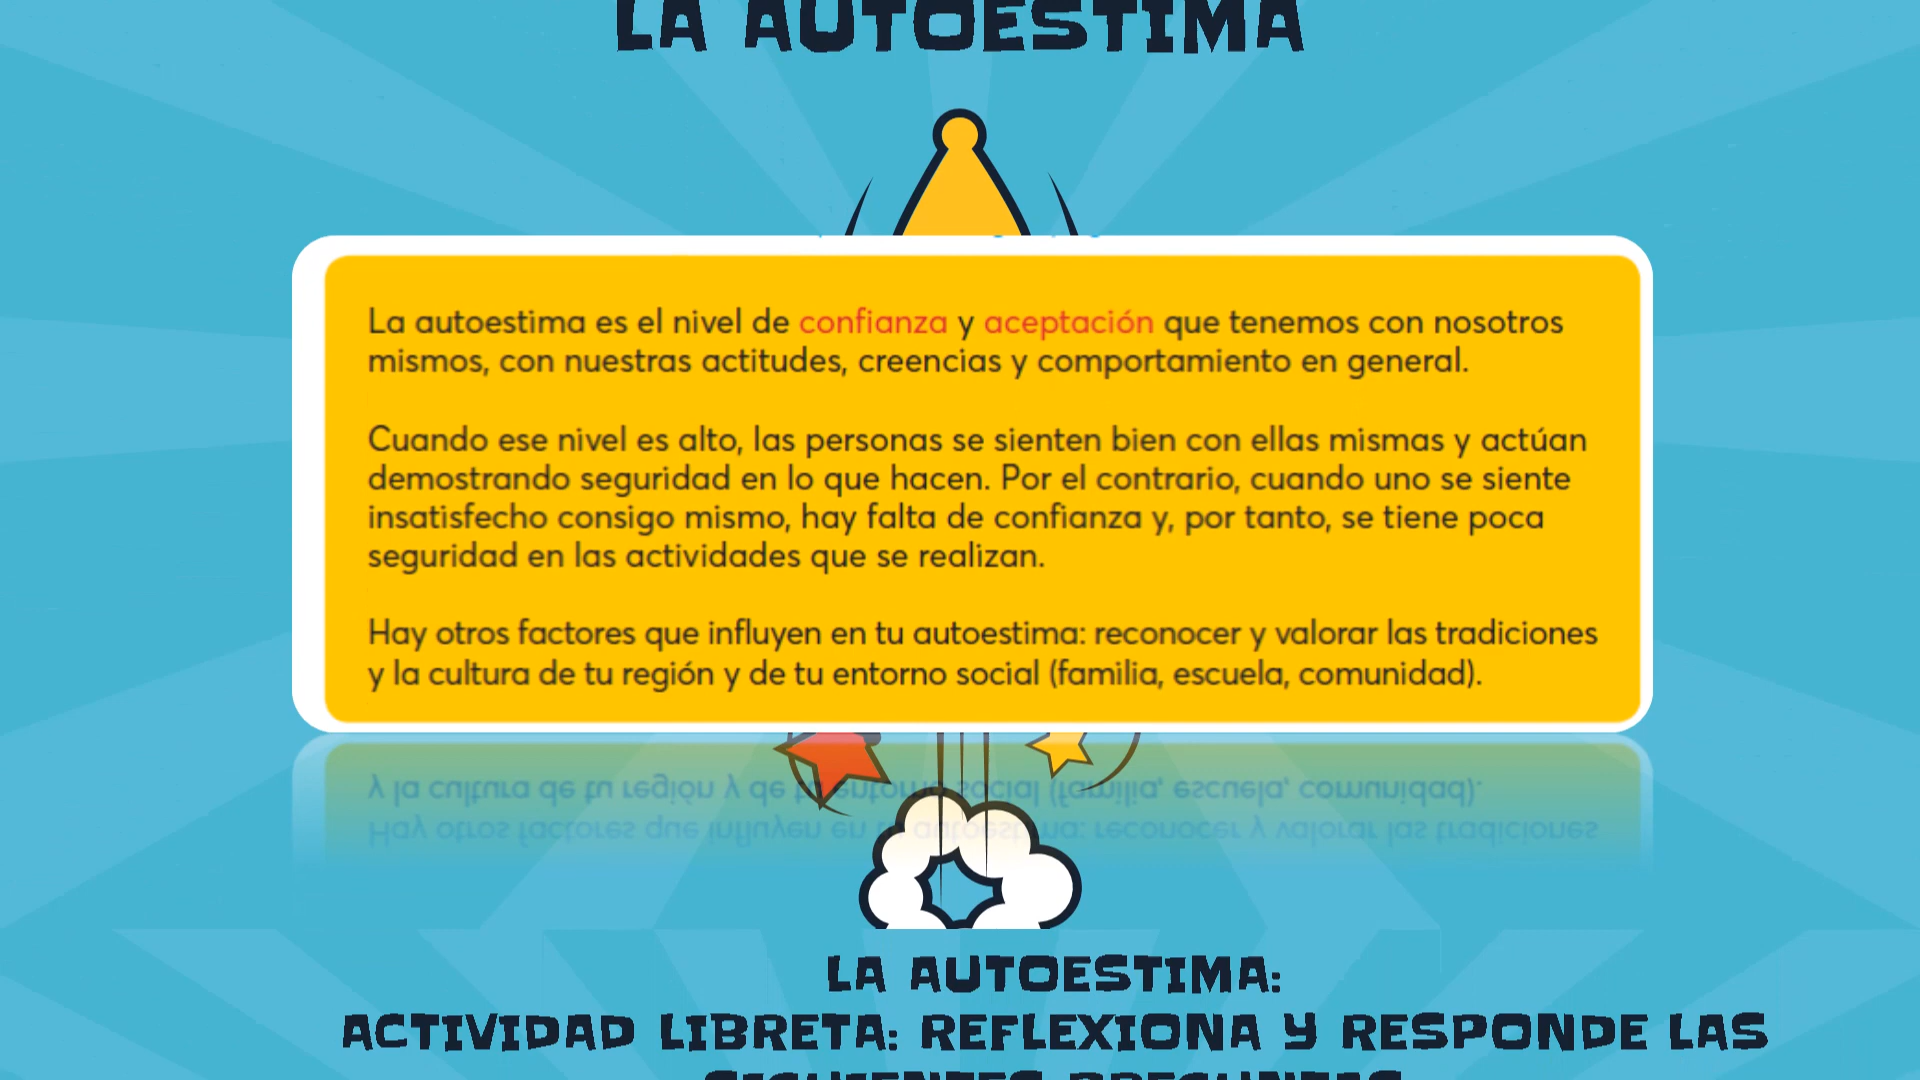 LA AUTOESTIMA
La autoestima es el nivel de confianza y aceptación que tenemos con nosotros
mismos, con nuestras actitudes, creencias y comportamiento en general.
Cuando ese nivel es alto, las personas se sienten bien con ellas mismas y actúan
demostrando seguridad en lo que hacen. Por el contrario, cuando uno se siente
insatisfecho consigo mismo, hay falta de confianza y, por tanto, se tiene poca
seguridad en las actividades que se realizan.
Hay otros factores que influyen en tu autoestima: reconocer y valorar las tradiciones
y la cultura de tu región y de tu entorno social (familia, escuela, comunidad).
LA AUTOESTIMA:
ACTIVIDAD LIBRETA: REFLEXIONA Y RESPONDE LAS